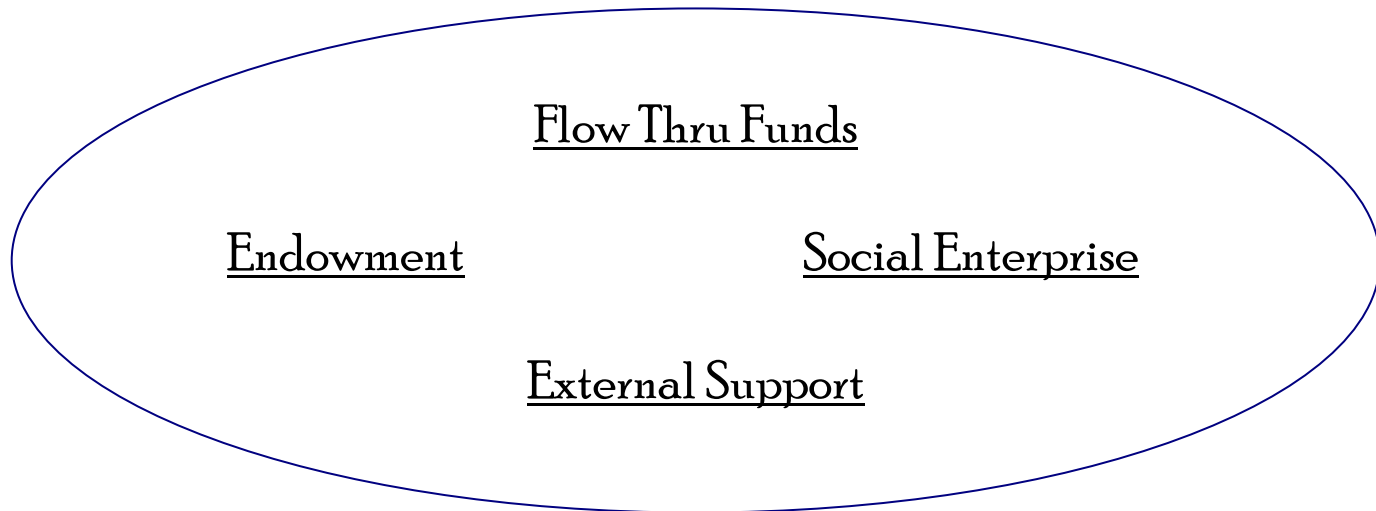 Flow Thru Funds
Endowment
Social Enterprise
External Support